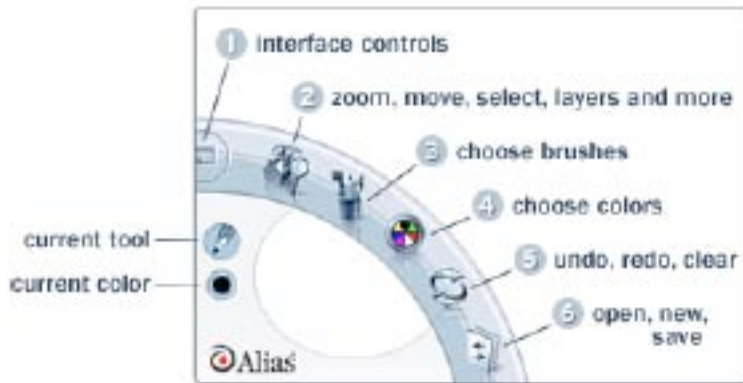 1 interface controls
2 zoom, move, select, layers and more
3 choose brushes
4 choose colors
current tool
5 undo, redo, clear
current color
6 open, new,
save
Alias